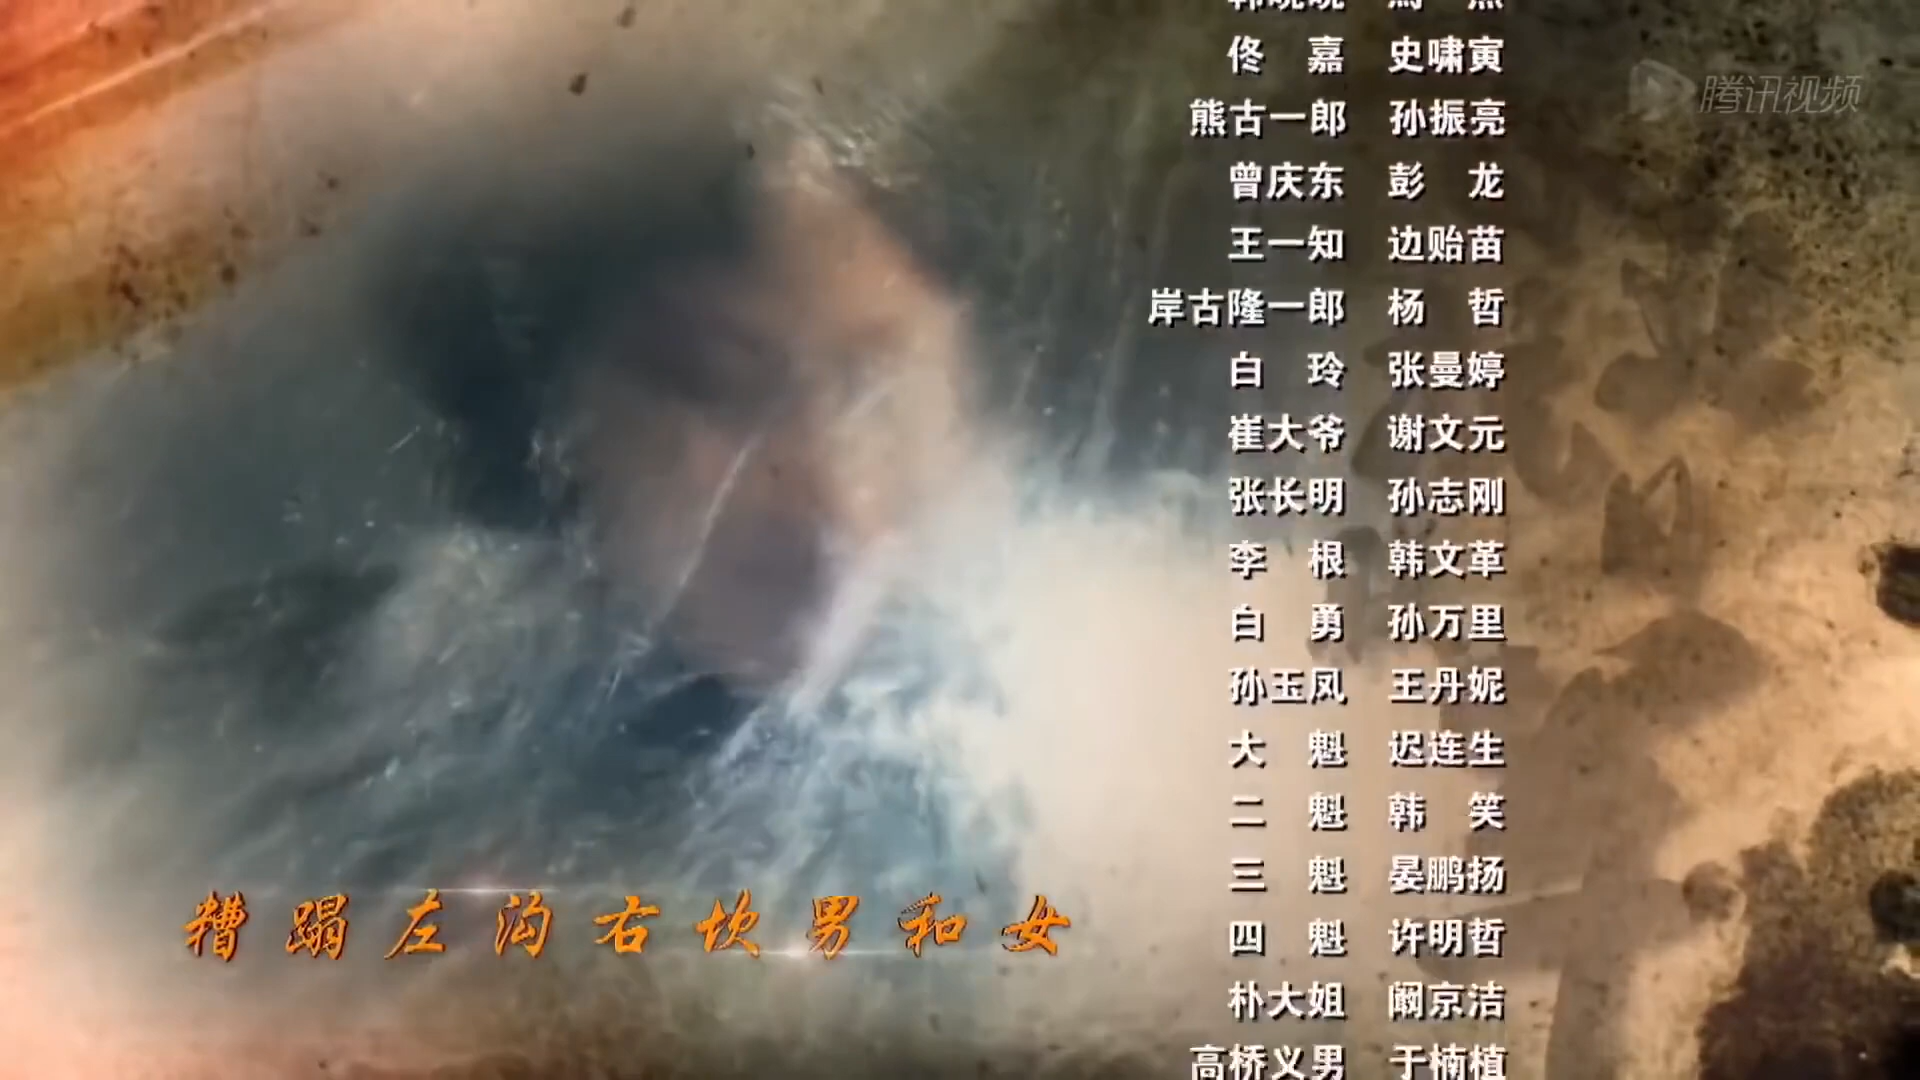 佟 嘉 史啸寅
腾讯视频
熊古一郎 孙振亮
曾庆东 彭 龙
王一知 边贻苗
岸古隆一郎 杨 哲
白 玲 张曼婷
崔大爷 谢文元
张长明 孙志刚
李 根 韩文革
白 勇 孙万里
孙玉凤 王丹妮
大 魁 迟连生
二 魁 韩 笑
三 魁 晏鹏扬
四 魁 许明哲
糟蹋左沟右坎男和女
朴大姐 阚京洁
高桥义男 于楠植